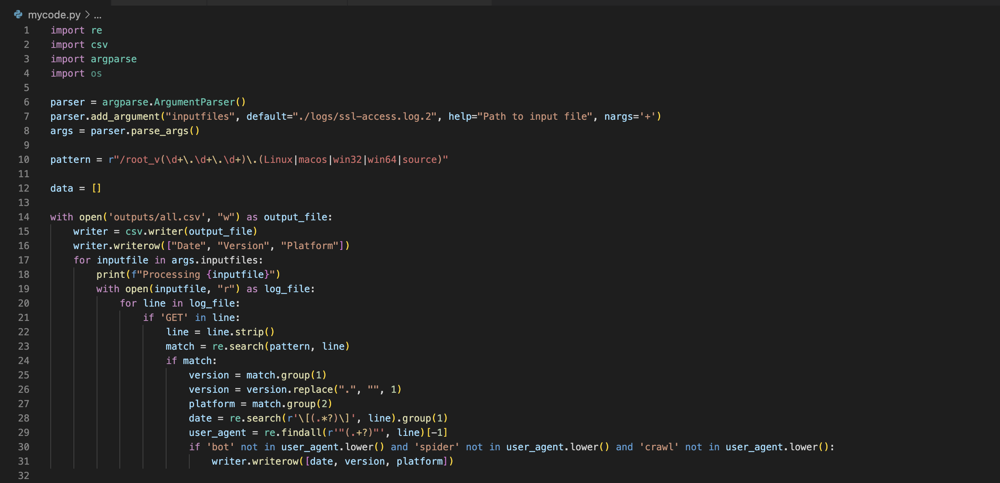 mycode.py > ...
1 import re
2 import csv
3 import argparse
4 import os
5
6 parser = argparse.ArgumentParser()
7 parser.add_argument("inputfiles", default="./logs/ssl-access.log.2", help="Path to input file", nargs='+')
8 args = parser.parse_args()
9
10 pattern = r"/root_v(\d+\.\d+\.\d+)\.(Linux|macos|win32|win64|source)"
11
12 data = []
13
14 with open('outputs/all.csv', "w") as output_file:
15     writer = csv.writer(output_file)
16     writer.writerow(["Date", "Version", "Platform"])
17     for inputfile in args.inputfiles:
18         print(f"Processing {inputfile}")
19         with open(inputfile, "r") as log_file:
20             for line in log_file:
21                 if 'GET' in line:
22                     line = line.strip()
23                     match = re.search(pattern, line)
24                     if match:
25                         version = match.group(1)
26                         version = version.replace(".", "", 1)
27                         platform = match.group(2)
28                         date = re.search(r'\[(.*?)\]', line).group(1)
29                         user_agent = re.findall(r'"(.+?)"', line)[-1]
30                         if 'bot' not in user_agent.lower() and 'spider' not in user_agent.lower() and 'crawl' not in user_agent.lower():
31                             writer.writerow([date, version, platform])
32